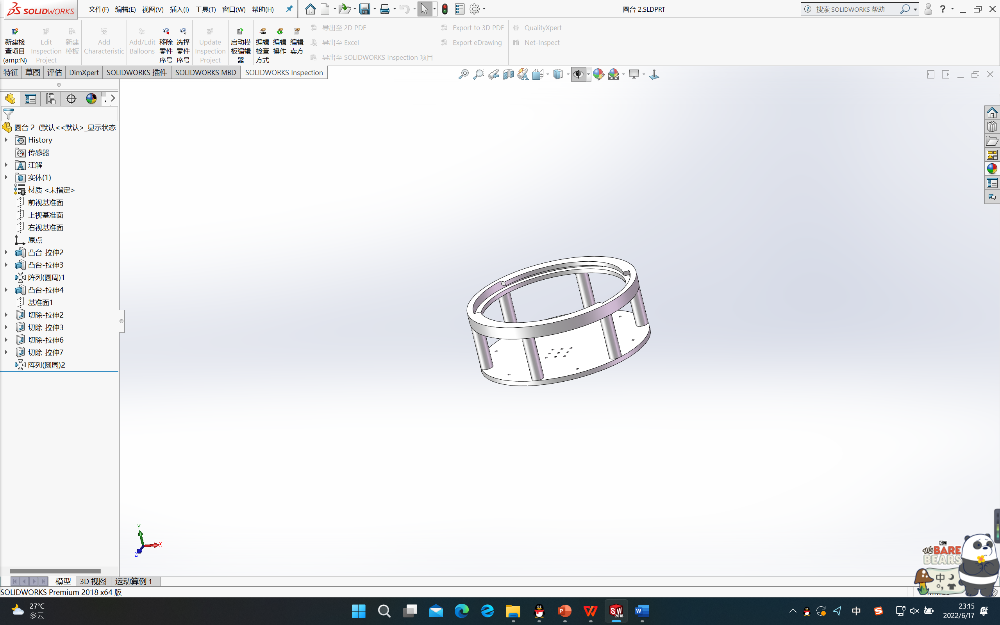 SOLIDWORKS 文件(F) 编辑(E) 视图(V) 插入(I) 工具(T) 窗口(W) 帮助(H) 圆台 2.SLDPRT 搜索 SOLIDWORKS 帮助 ?
新建检查项目(amp;N)
Edit Inspection Project
新建模板
Add Characteristic
Add/Edit Balloons
移除零件序号
选择零件序号
Update Inspection Project
启动模板编辑器
编辑检查方式
编辑操作
编辑卖方
导出至 2D PDF
导出至 Excel
导出至 SOLIDWORKS Inspection 项目
Export to 3D PDF
Export eDrawing
QualityXpert
Net-Inspect
特征 草图 评估 DimXpert SOLIDWORKS 插件 SOLIDWORKS MBD SOLIDWORKS Inspection
圆台 2 (默认<<默认>_显示状态
History
传感器
注解
实体(1)
材质 <未指定>
前视基准面
上视基准面
右视基准面
原点
凸台-拉伸2
凸台-拉伸3
阵列(圆周)1
凸台-拉伸4
基准面1
切除-拉伸2
切除-拉伸3
切除-拉伸6
切除-拉伸7
阵列(圆周)2
Y
X
Z
CN
We BARE
BEARS
中
模型 3D 视图 运动算例 1
SOLIDWORKS Premium 2018 x64 版
27°C
多云
SW 2018
中
23:15
2022/6/17